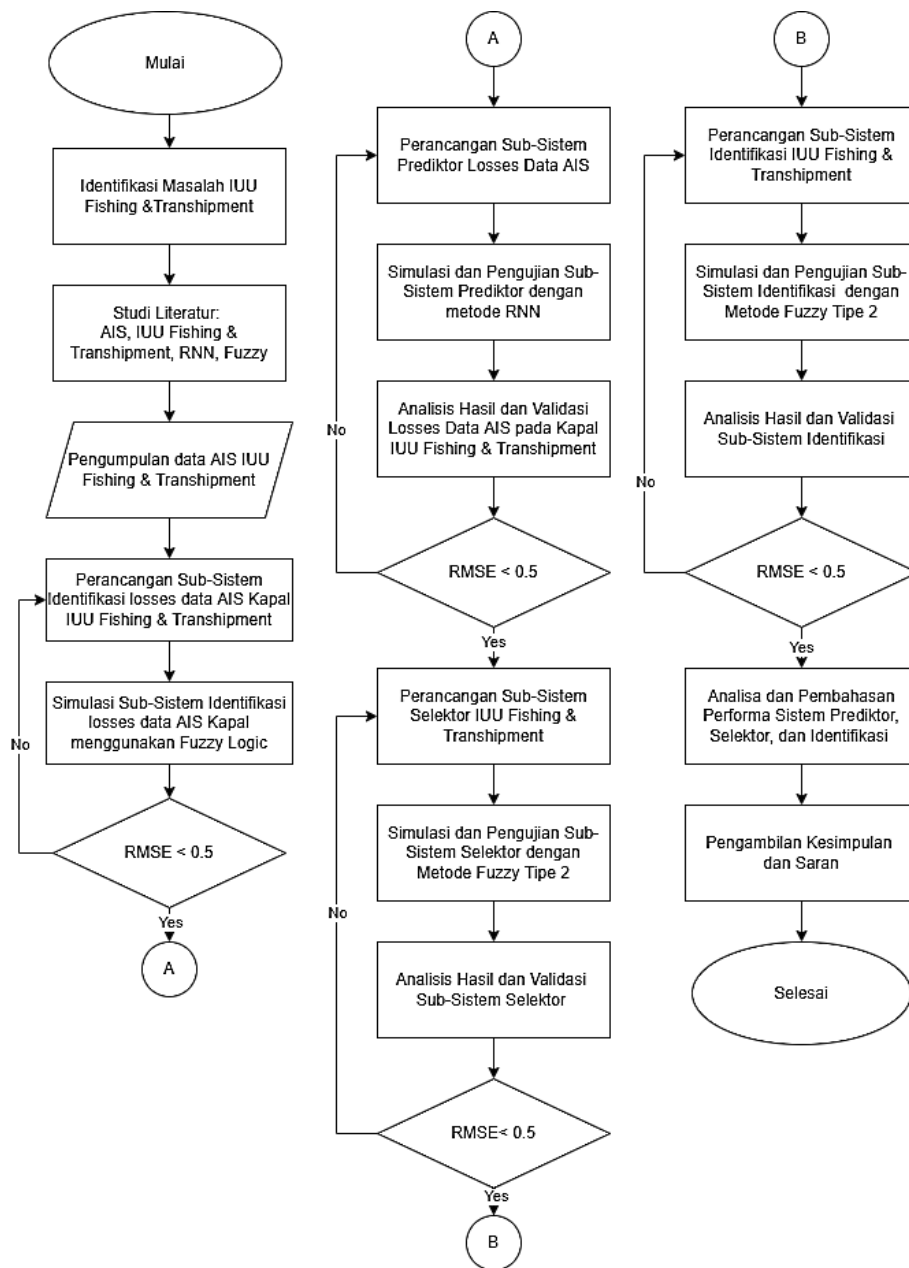 Mulai
Identifikasi Masalah IUU
Fishing &Transhipment
Studi Literatur:
AIS, IUU Fishing &
Transhipment, RNN, Fuzzy
Pengumpulan data AIS IUU
Fishing & Transhipment
Perancangan Sub-Sistem
Identifikasi losses data AIS Kapal
IUU Fishing & Transhipment
Simulasi Sub-Sistem Identifikasi
losses data AIS Kapal
menggunakan Fuzzy Logic
No
RMSE < 0.5
Yes
A
A
Perancangan Sub-Sistem
Prediktor Losses Data AIS
Simulasi dan Pengujian Sub-
Sistem Prediktor dengan
metode RNN
Analisis Hasil dan Validasi
Losses Data AIS pada Kapal
IUU Fishing & Transhipment
No
RMSE < 0.5
Yes
Perancangan Sub-Sistem
Selektor IUU Fishing &
Transhipment
Simulasi dan Pengujian Sub-
Sistem Selektor dengan
Metode Fuzzy Tipe 2
No
Analisis Hasil dan Validasi
Sub-Sistem Selektor
RMSE< 0.5
Yes
B
B
Perancangan Sub-Sistem
Identifikasi IUU Fishing &
Transhipment
Simulasi dan Pengujian Sub-
Sistem Identifikasi dengan
Metode Fuzzy Tipe 2
Analisis Hasil dan Validasi
Sub-Sistem Identifikasi
No
RMSE < 0.5
Yes
Analisa dan Pembahasan
Performa Sistem Prediktor,
Selektor, dan Identifikasi
Pengambilan Kesimpulan
dan Saran
Selesai